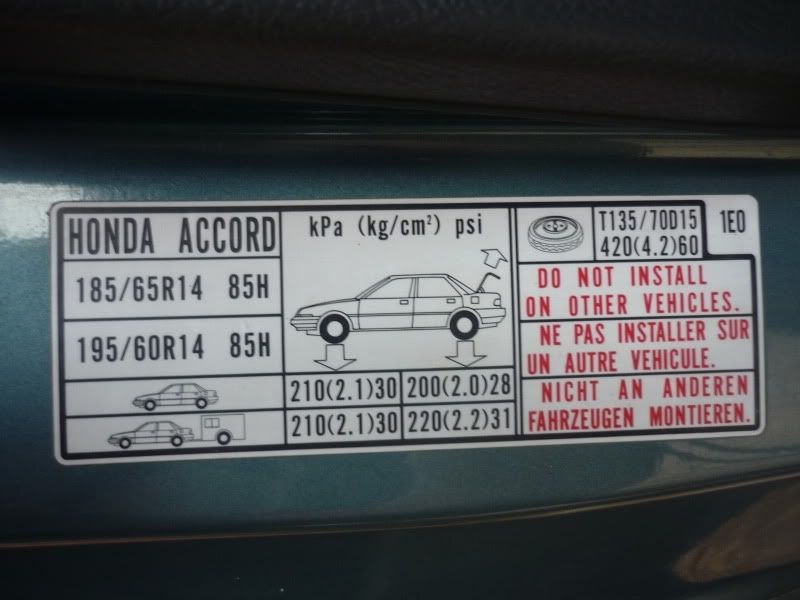 HONDA ACCORD
185/65R14 85H
195/60R14 85H
kPa (kg/cm²) psi
210(2.1)30 200(2.0)28
210(2.1)30 220(2.2)31
T135/70D15
420(4.2)60
1E0
DO NOT INSTALL
ON OTHER VEHICLES.
NE PAS INSTALLER SUR
UN AUTRE VEHICULE.
NICHT AN ANDEREN
FAHRZEUGEN MONTIEREN.